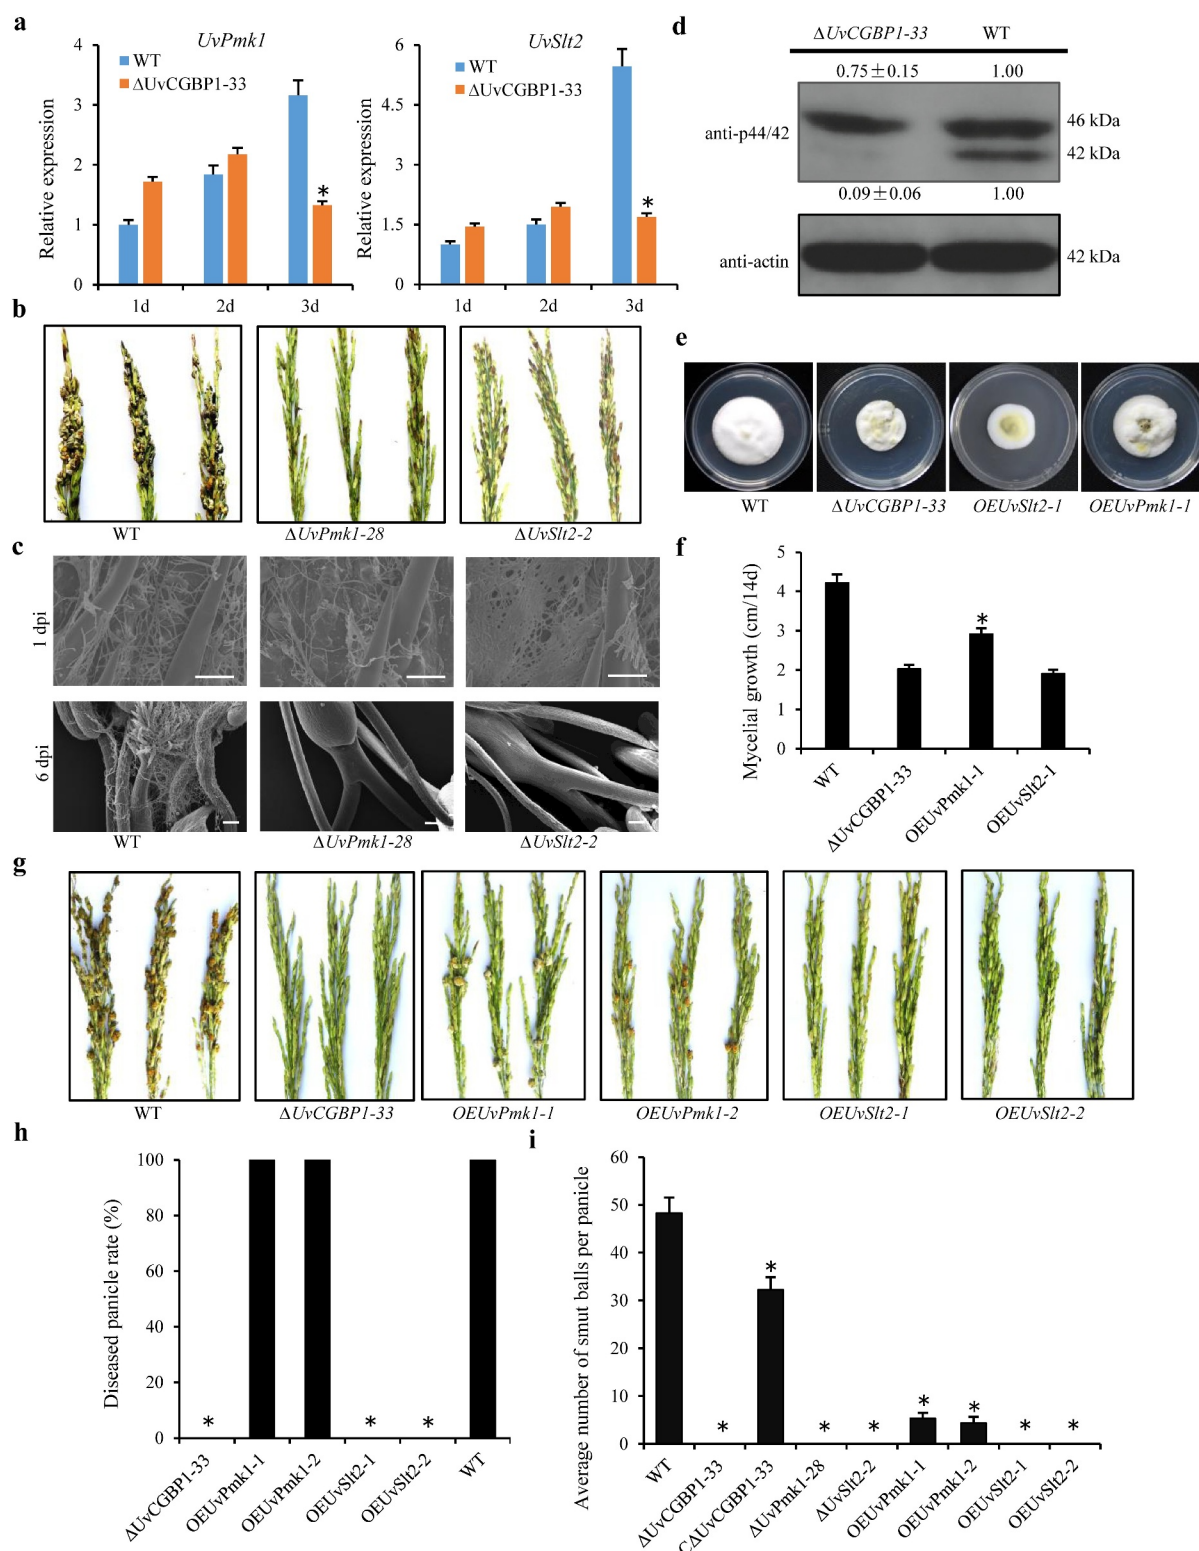 a
UvPmk1
WT
ΔUvCGBP1-33
Relative expression
4
3
2
1
0
*
1d 2d 3d
UvSlt2
WT
ΔUvCGBP1-33
Relative expression
6
4.5
3
1.5
0
*
1d 2d 3d
d
ΔUvCGBP1-33 WT
0.75±0.15 1.00
anti-p44/42
46 kDa
42 kDa
0.09±0.06 1.00
anti-actin
42 kDa
b
WT ΔUvPmk1-28 ΔUvSlt2-2
e
WT ΔUvCGBP1-33 OEUvSlt2-1 OEUvPmk1-1
c
1 dpi
6 dpi
WT ΔUvPmk1-28 ΔUvSlt2-2
f
Mycelial growth (cm/14d)
5
4
3
2
1
0
*
WT
ΔUvCGBP1-33
OEUvPmk1-1
OEUvSlt2-1
g
WT ΔUvCGBP1-33 OEUvPmk1-1 OEUvPmk1-2 OEUvSlt2-1 OEUvSlt2-2
h
Diseased panicle rate (%)
100
80
60
40
20
0
* * *
ΔUvCGBP1-33
OEUvPmk1-1
OEUvPmk1-2
OEUvSlt2-1
OEUvSlt2-2
WT
i
Average number of smut balls per panicle
60
50
40
30
20
10
0
* * * * * * * *
WT
ΔUvCGBP1-33
CΔUvCGBP1-33
ΔUvPmk1-28
ΔUvSlt2-2
OEUvPmk1-1
OEUvPmk1-2
OEUvSlt2-1
OEUvSlt2-2